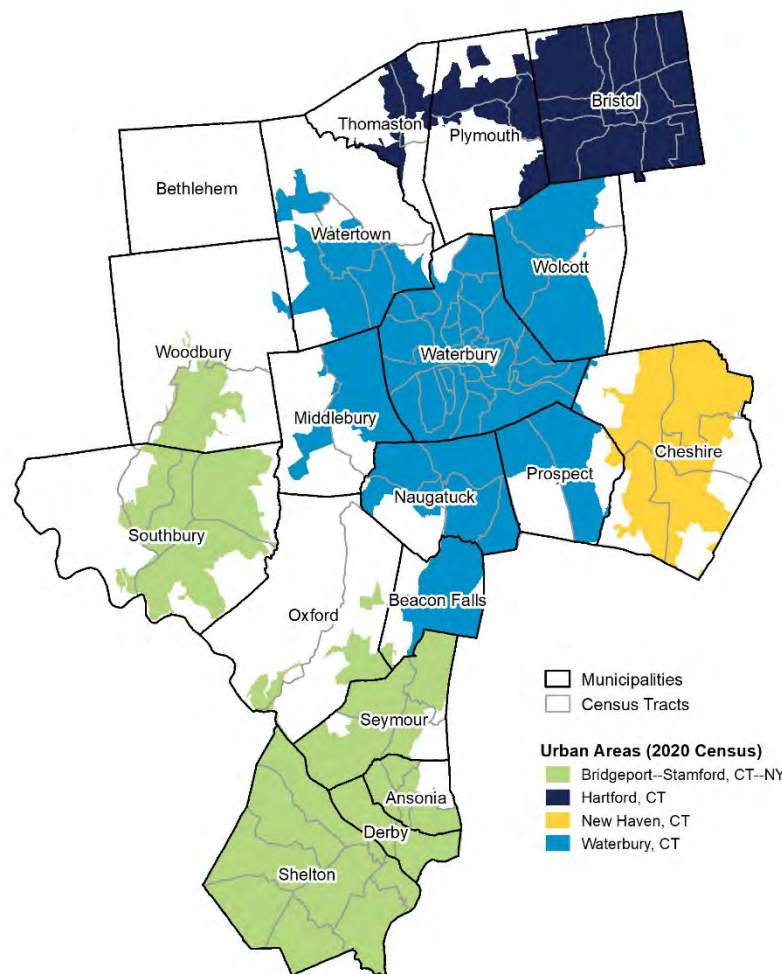 Thomaston
Plymouth
Bristol
Bethlehem
Watertown
Wolcott
Woodbury
Waterbury
Middlebury
Cheshire
Naugatuck
Prospect
Southbury
Beacon Falls
Oxford
Seymour
Ansonia
Derby
Shelton
Municipalities
Census Tracts
Urban Areas (2020 Census)
Bridgeport--Stamford, CT--NY
Hartford, CT
New Haven, CT
Waterbury, CT